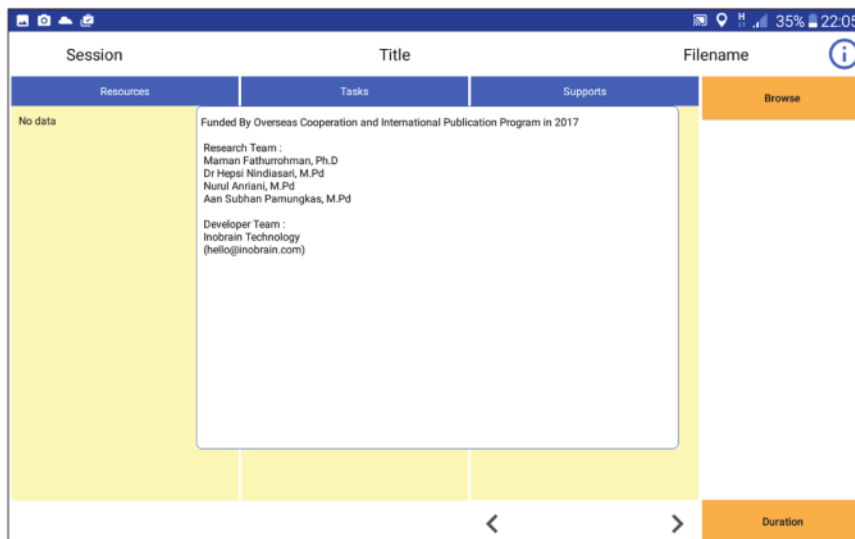 H 35% 22:05
Session Title Filename
Resources Tasks Supports Browse
No data
Funded By Overseas Cooperation and International Publication Program in 2017
Research Team :
Maman Fathurrohman, Ph.D
Dr Hepsi Nindiasari, M.Pd
Nurul Anriani, M.Pd
Aan Subhan Pamungkas, M.Pd
Developer Team :
Inobrain Technology
(hello@inobrain.com)
Duration